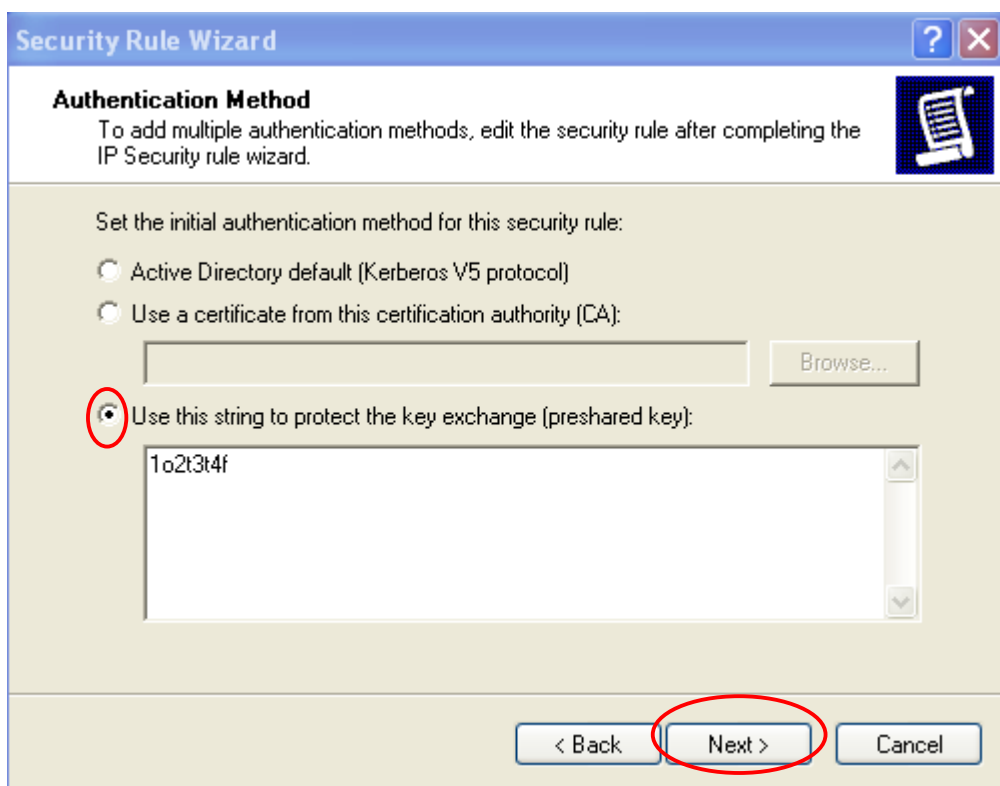 Security Rule Wizard
?
Authentication Method
To add multiple authentication methods, edit the security rule after completing the
IP Security rule wizard.
Set the initial authentication method for this security rule:
Active Directory default (Kerberos V5 protocol)
Use a certificate from this certification authority (CA):
Browse...
Use this string to protect the key exchange (preshared key):
1o2t3t4f
< Back Next > Cancel